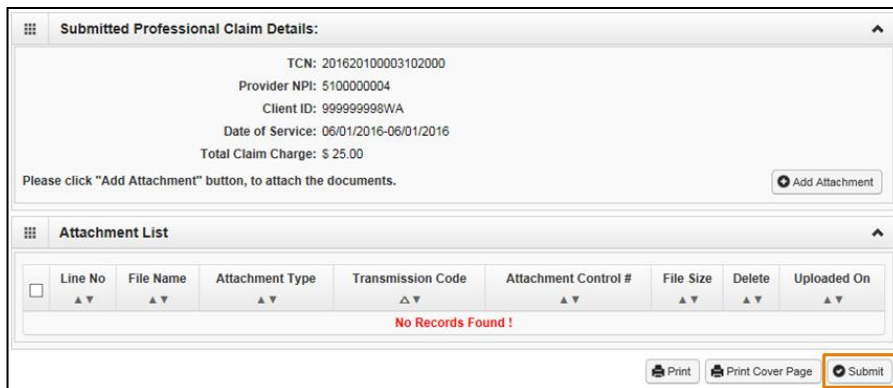 Submitted Professional Claim Details:
TCN: 201620100003102000
Provider NPI: 5100000004
Client ID: 999999998WA
Date of Service: 06/01/2016-06/01/2016
Total Claim Charge: $ 25.00
Please click "Add Attachment" button, to attach the documents.
Add Attachment
Attachment List
Line No File Name Attachment Type Transmission Code Attachment Control # File Size Delete Uploaded On
No Records Found !
Print Print Cover Page Submit